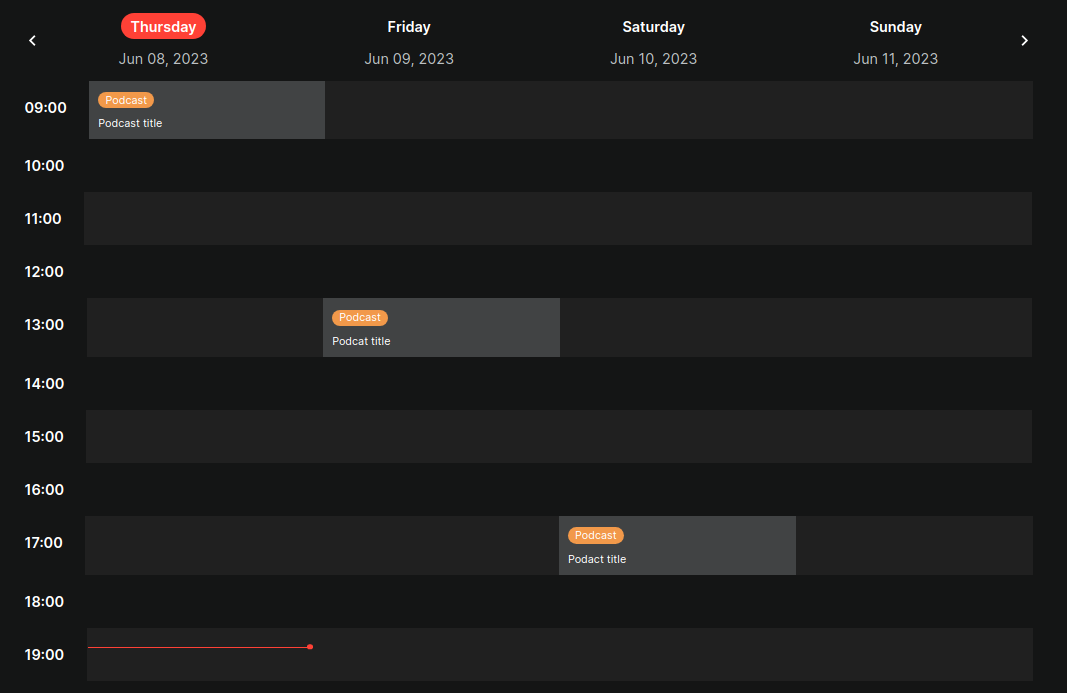 Thursday Friday Saturday Sunday
Jun 08, 2023 Jun 09, 2023 Jun 10, 2023 Jun 11, 2023
Podcast
09:00
Podcast title
10:00
11:00
12:00
Podcast
13:00
Podcat title
14:00
15:00
16:00
Podcast
17:00
Podact title
18:00
19:00